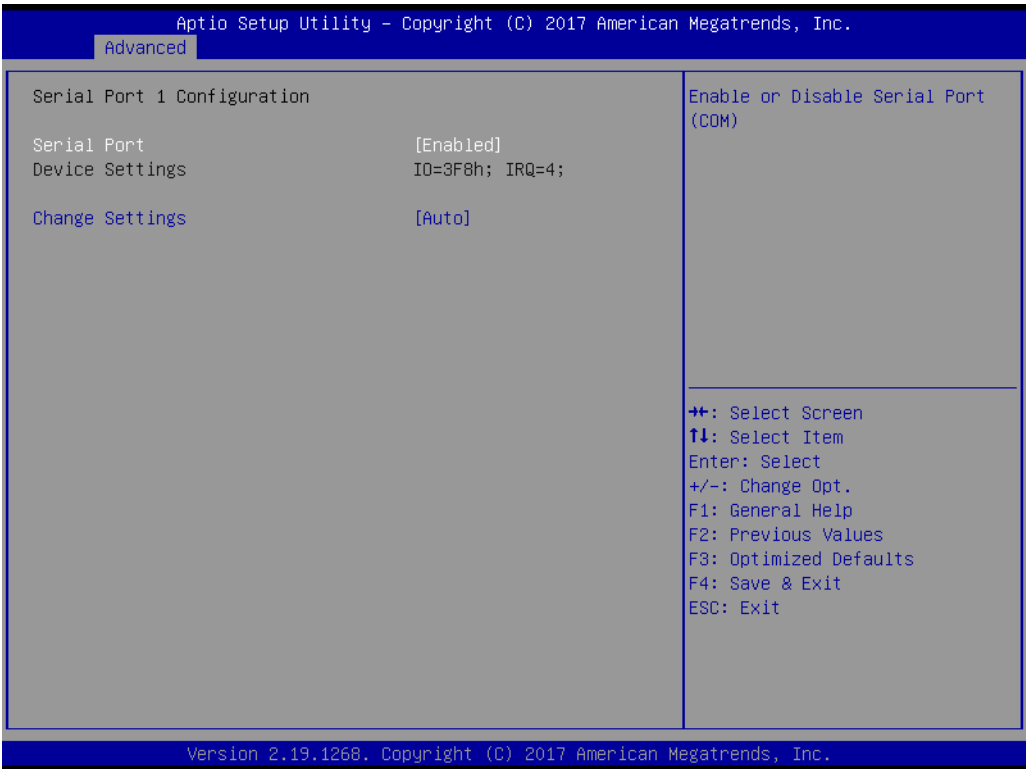 Aptio Setup Utility – Copyright (C) 2017 American Megatrends, Inc.
Advanced
Serial Port 1 Configuration
Serial Port [Enabled]
Device Settings IO=3F8h; IRQ=4;
Change Settings [Auto]
Enable or Disable Serial Port
(COM)
→←: Select Screen
↑↓: Select Item
Enter: Select
+/-: Change Opt.
F1: General Help
F2: Previous Values
F3: Optimized Defaults
F4: Save & Exit
ESC: Exit
Version 2.19.1268. Copyright (C) 2017 American Megatrends, Inc.